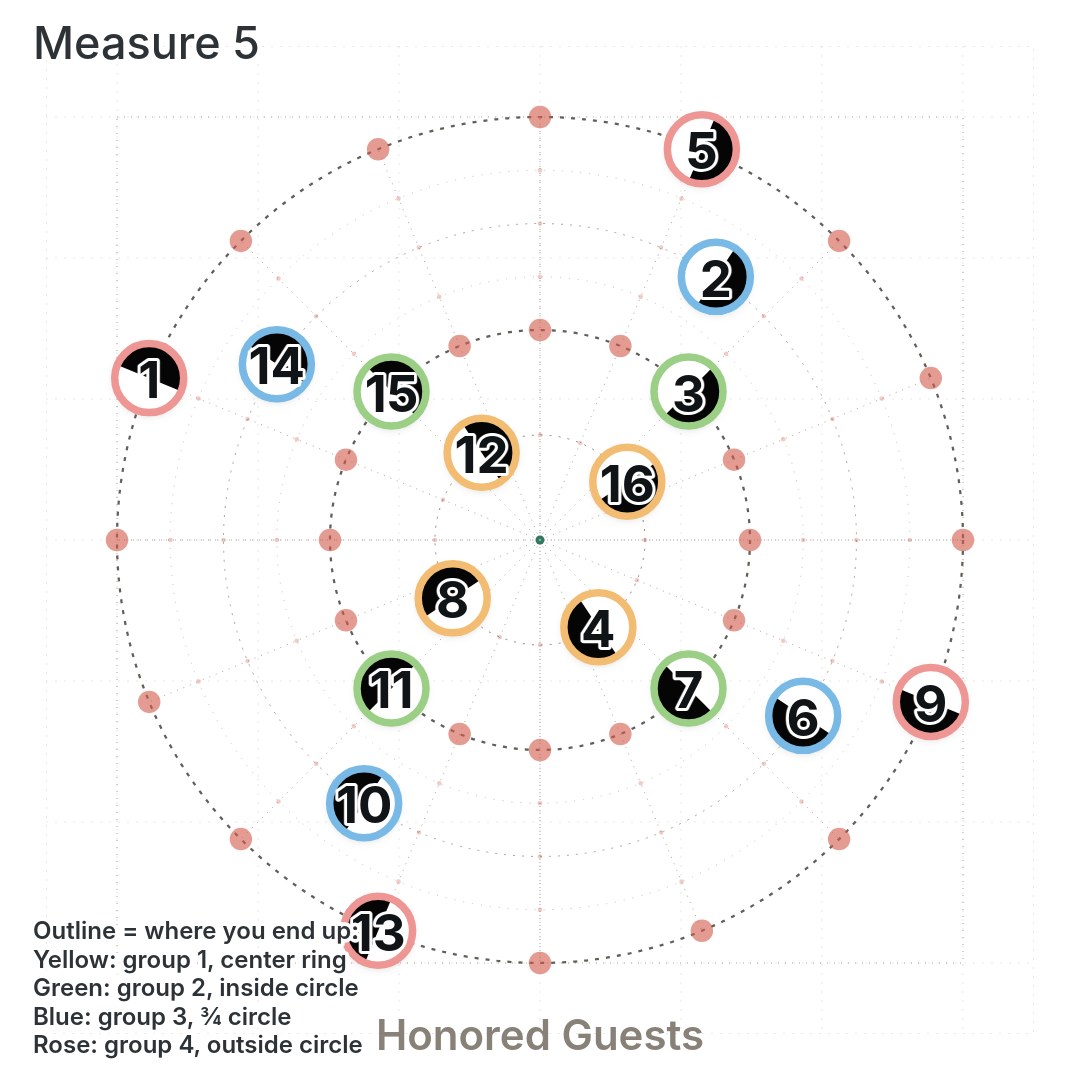 Measure 5
5
2
1
14
15
3
12
16
8
4
11
7
6
9
10
13
Outline = where you end up:
Yellow: group 1, center ring
Green: group 2, inside circle
Blue: group 3, ¾ circle
Rose: group 4, outside circle
Honored Guests